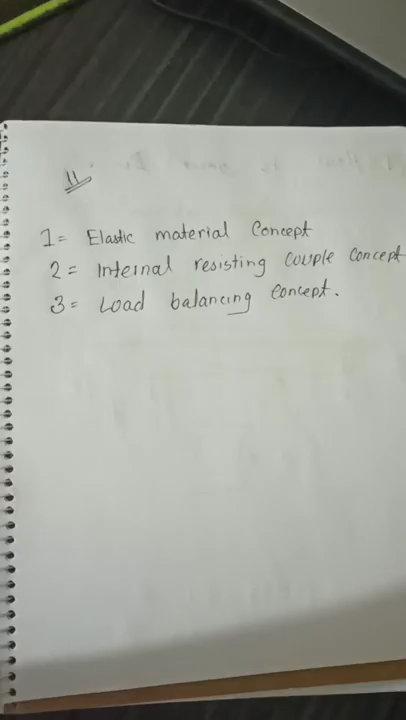 11
1= Elastic material Concept
2= Internal resisting couple concept
3= Load balancing concept.